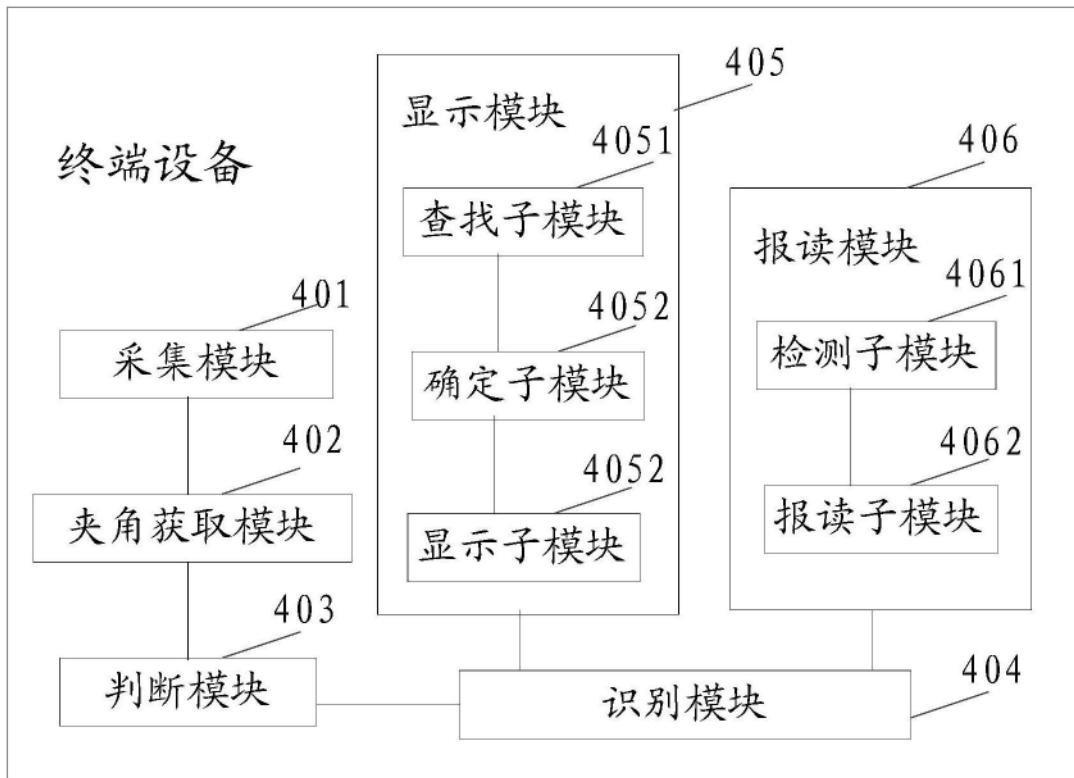 终端设备
401
采集模块
402
夹角获取模块
403
判断模块
405
显示模块
4051
查找子模块
4052
确定子模块
4052
显示子模块
406
报读模块
4061
检测子模块
4062
报读子模块
404
识别模块